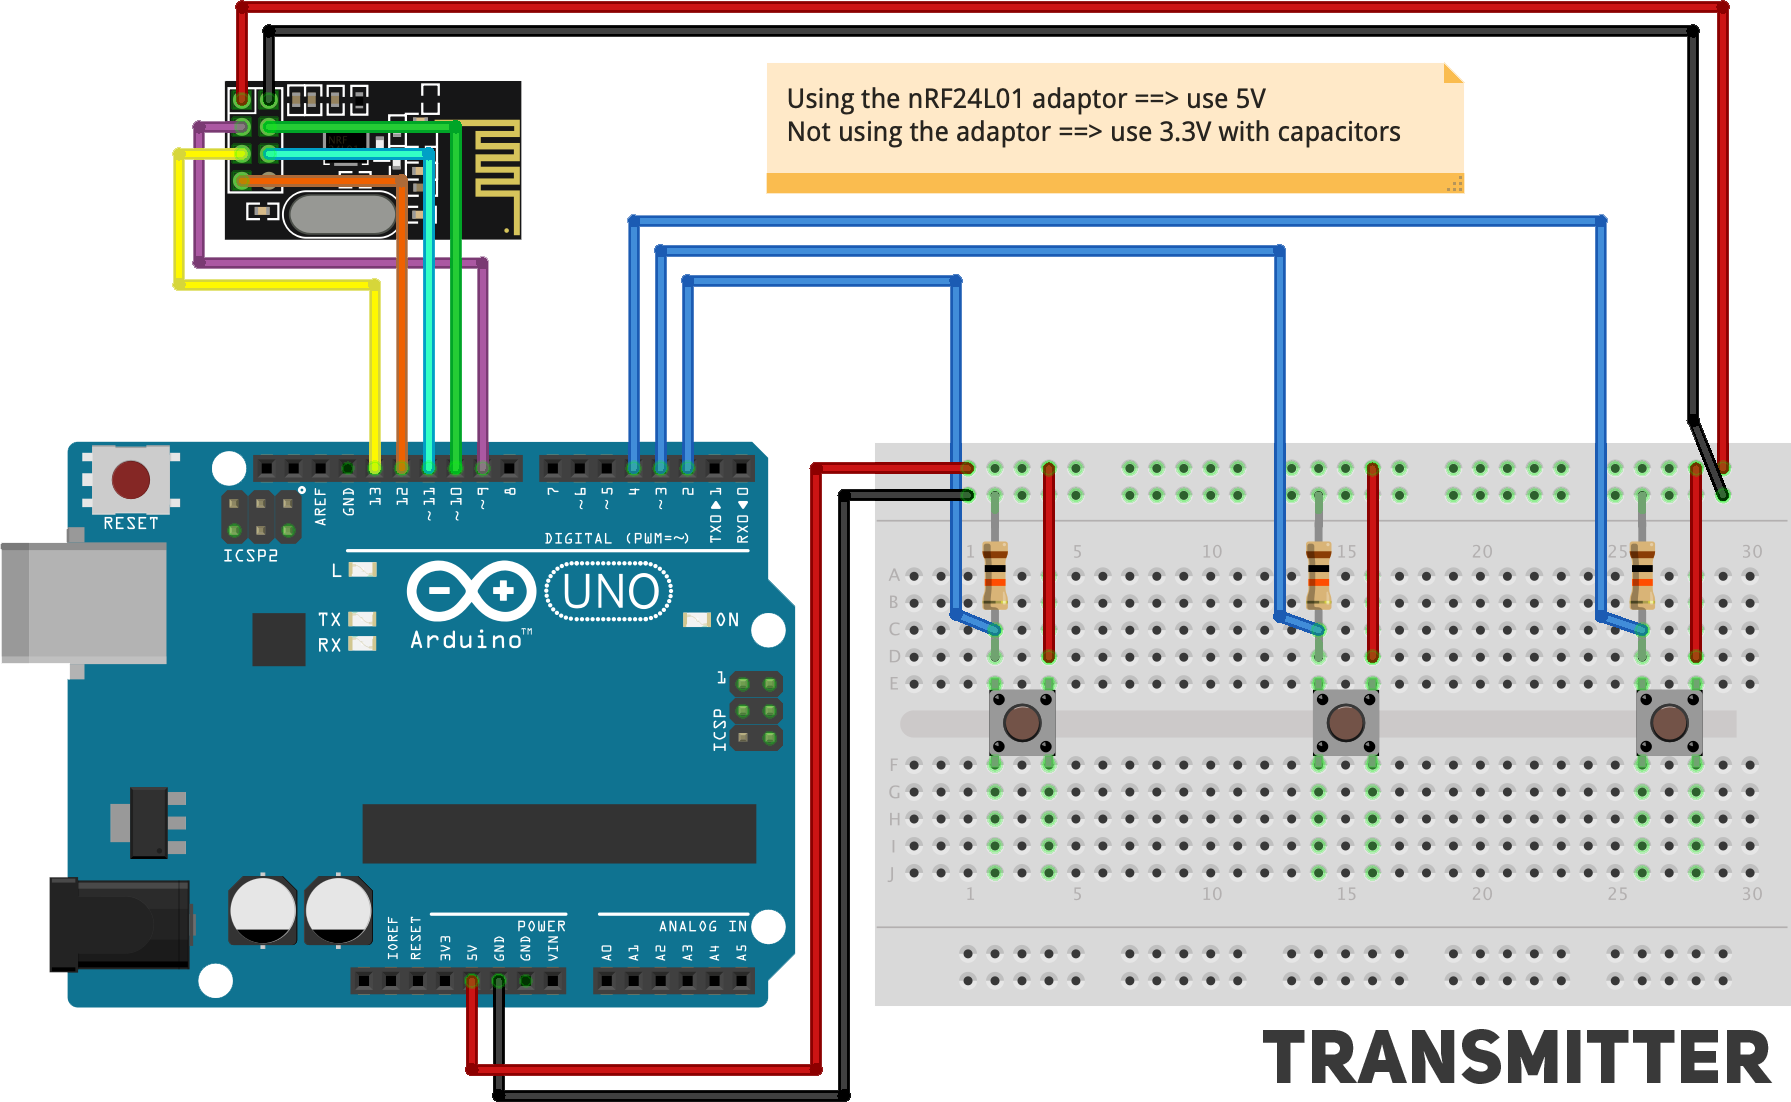 Using the nRF24L01 adaptor ==> use 5V
Not using the adaptor ==> use 3.3V with capacitors
NRF
RESET
ICSP2
AREF
GND
13
12
~11
~10
~9
8
7
~6
~5
4
~3
2
TX0▶1
RX0◀0
DIGITAL (PWM=~)
L
TX
RX
UNO
Arduino™
ON
1
ICSP
POWER
ANALOG IN
IOREF
RESET
3V3
5V
GND
GND
VIN
A0
A1
A2
A3
A4
A5
1 5 10 15 20 25 30
A
B
C
D
E
F
G
H
I
J
1 5 10 15 20 25 30
TRANSMITTER